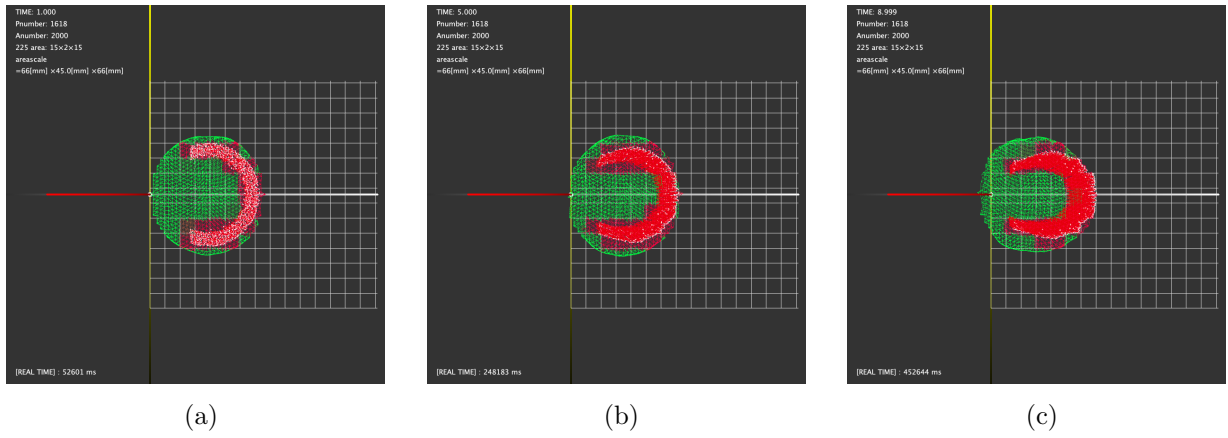 TIME: 1.000
Pnumber: 1618
Anumber: 2000
225 area: 15×2×15
areascale
=66[mm] ×45.0[mm] ×66[mm]
[REAL TIME] : 52601 ms
(a)
TIME: 5.000
Pnumber: 1618
Anumber: 2000
225 area: 15×2×15
areascale
=66[mm] ×45.0[mm] ×66[mm]
[REAL TIME] : 248183 ms
(b)
TIME: 8.999
Pnumber: 1618
Anumber: 2000
225 area: 15×2×15
areascale
=66[mm] ×45.0[mm] ×66[mm]
[REAL TIME] : 452644 ms
(c)